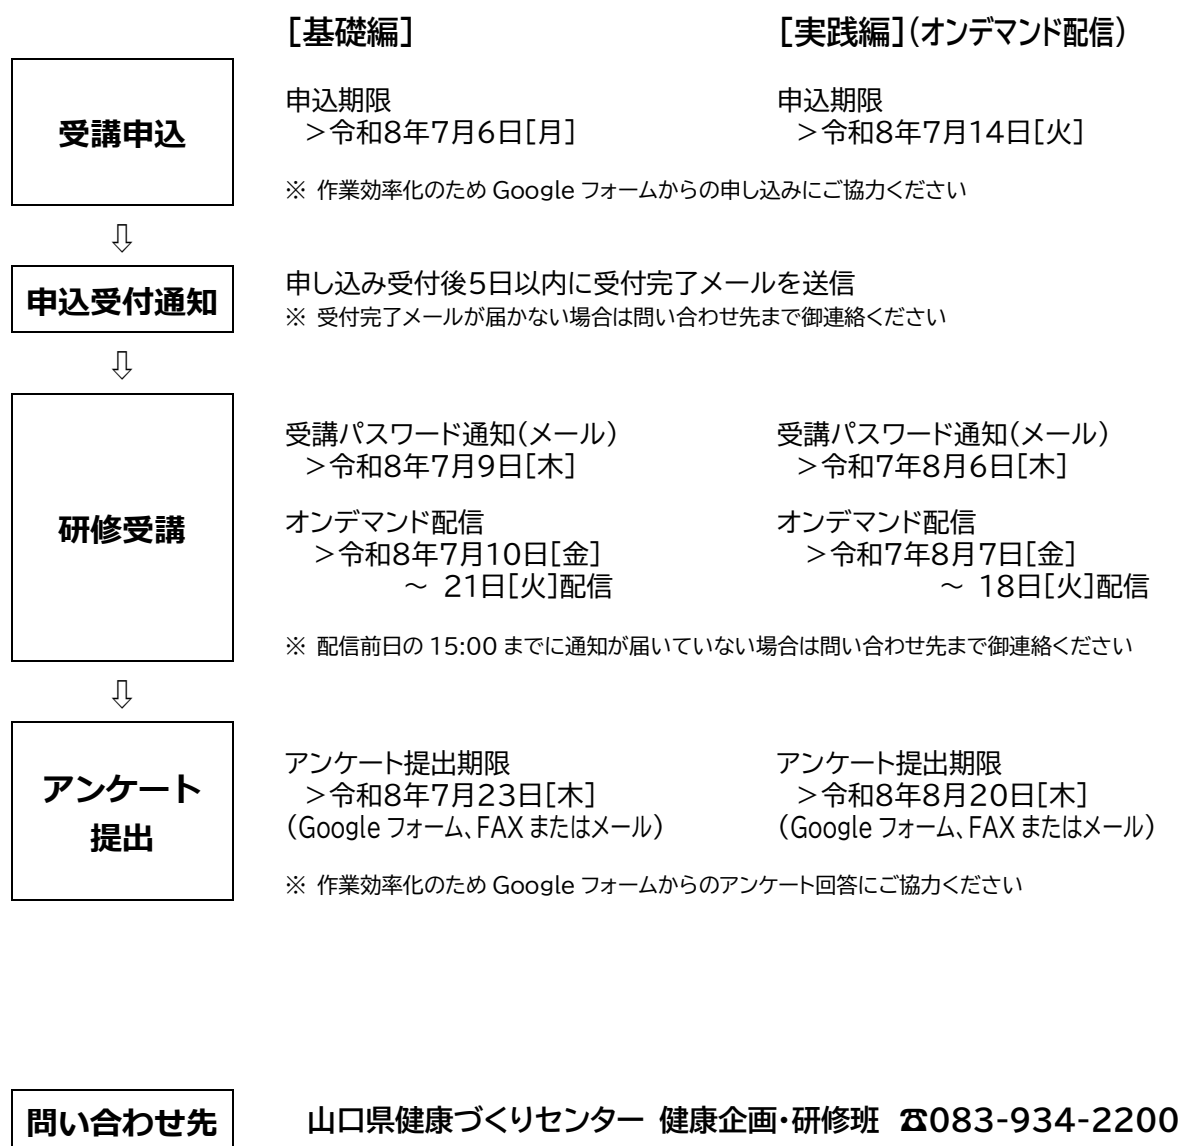 [基礎編] [実践編](オンデマンド配信)
受講申込
申込期限 申込期限
>令和8年7月6日[月] >令和8年7月14日[火]
※ 作業効率化のため Google フォームからの申し込みにご協力ください
⇩
申込受付通知
申し込み受付後5日以内に受付完了メールを送信
※ 受付完了メールが届かない場合は問い合わせ先まで御連絡ください
⇩
研修受講
受講パスワード通知(メール) 受講パスワード通知(メール)
>令和8年7月9日[木] >令和7年8月6日[木]
オンデマンド配信 オンデマンド配信
>令和8年7月10日[金] >令和7年8月7日[金]
~ 21日[火]配信 ~ 18日[火]配信
※ 配信前日の 15:00 までに通知が届いていない場合は問い合わせ先まで御連絡ください
⇩
アンケート
提出
アンケート提出期限 アンケート提出期限
>令和8年7月23日[木] >令和8年8月20日[木]
(Google フォーム、FAX またはメール) (Google フォーム、FAX またはメール)
※ 作業効率化のため Google フォームからのアンケート回答にご協力ください
問い合わせ先 山口県健康づくりセンター 健康企画・研修班 ☎083-934-2200